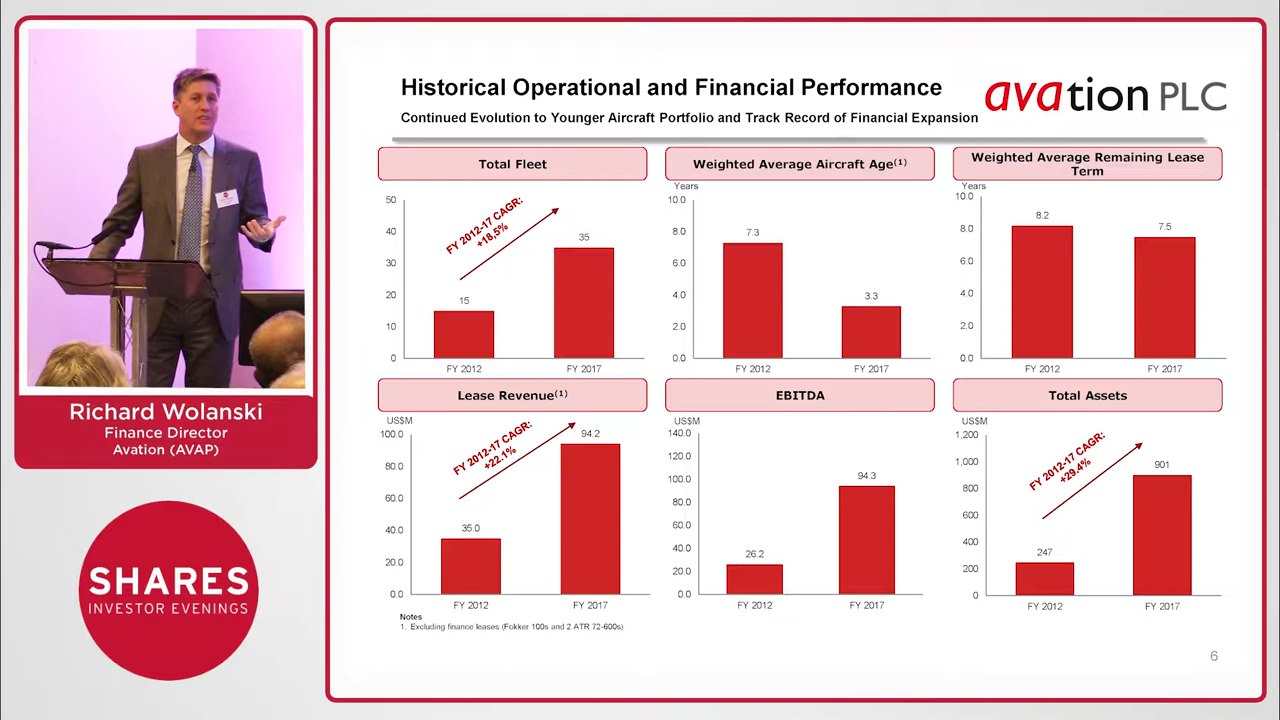 Historical Operational and Financial Performance
Continued Evolution to Younger Aircraft Portfolio and Track Record of Financial Expansion
avation PLC
Total Fleet
50
40
30
20
10
0
FY 2012-17 CAGR:
+18.5%
15
35
FY 2012
FY 2017
Weighted Average Aircraft Age(1)
Years
10.0
8.0
6.0
4.0
2.0
0.0
7.3
3.3
FY 2012
FY 2017
Weighted Average Remaining Lease
Term
Years
10.0
8.0
6.0
4.0
2.0
0.0
8.2
7.5
FY 2012
FY 2017
Lease Revenue(1)
US$M
100.0
80.0
60.0
40.0
20.0
0.0
FY 2012-17 CAGR:
+22.1%
35.0
94.2
FY 2012
FY 2017
EBITDA
US$M
140.0
120.0
100.0
80.0
60.0
40.0
20.0
0.0
26.2
94.3
FY 2012
FY 2017
Total Assets
US$M
1,200
1,000
800
600
400
200
0
FY 2012-17 CAGR:
+29.4%
247
901
FY 2012
FY 2017
Notes
1. Excluding finance leases (Fokker 100s and 2 ATR 72-600s)
6
Richard Wolanski
Finance Director
Avation (AVAP)
SHARES
INVESTOR EVENINGS